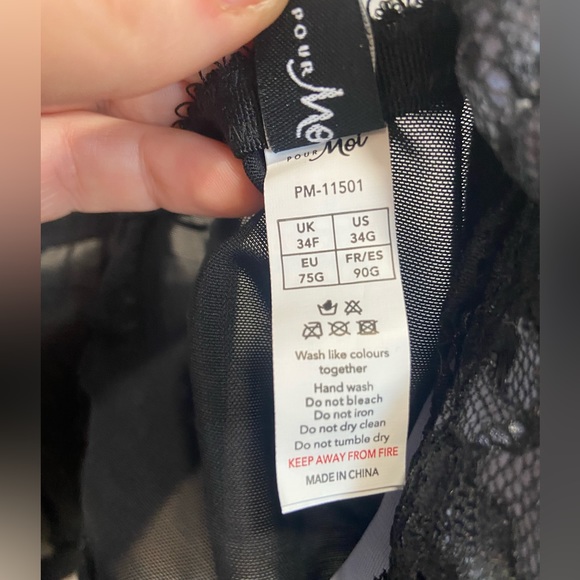 POUR Moi
POUR Moi
PM-11501
UK US
34F 34G
EU FR/ES
75G 90G
Wash like colours
together
Hand wash
Do not bleach
Do not iron
Do not dry clean
Do not tumble dry
KEEP AWAY FROM FIRE
MADE IN CHINA